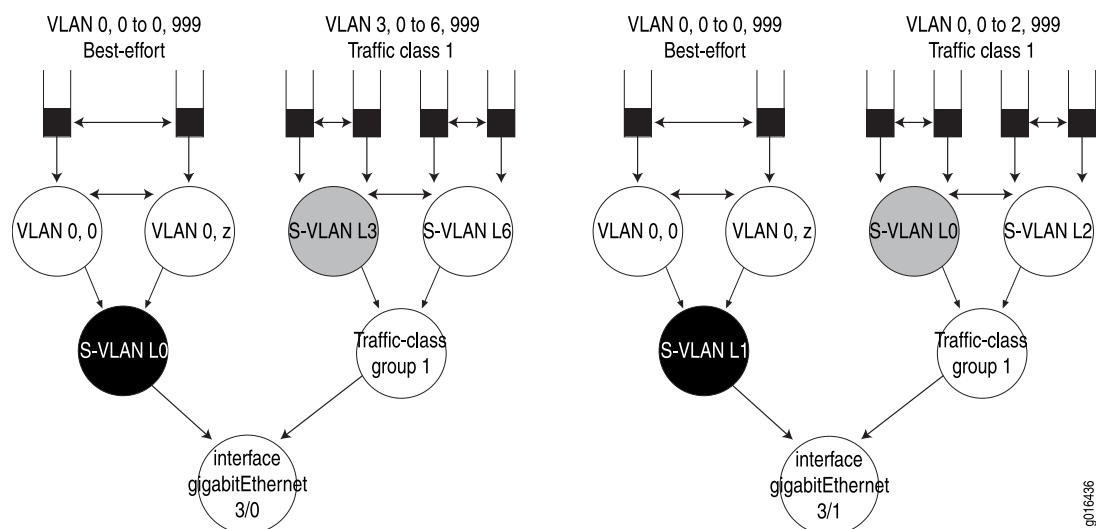 VLAN 0, 0 to 0, 999
Best-effort
VLAN 3, 0 to 6, 999
Traffic class 1
VLAN 0, 0
VLAN 0, z
S-VLAN L3
S-VLAN L6
S-VLAN L0
Traffic-class
group 1
interface
gigabitEthernet
3/0
VLAN 0, 0 to 0, 999
Best-effort
VLAN 0, 0 to 2, 999
Traffic class 1
VLAN 0, 0
VLAN 0, z
S-VLAN L0
S-VLAN L2
S-VLAN L1
Traffic-class
group 1
interface
gigabitEthernet
3/1
g016436